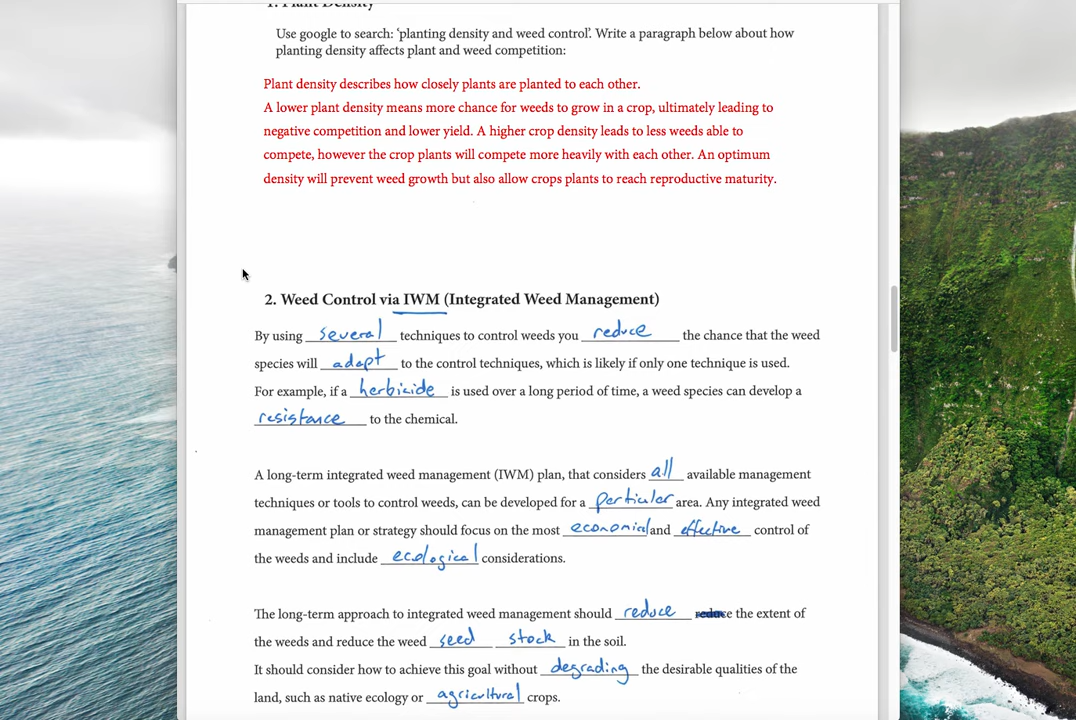 1. Plant Density
Use google to search: ‘planting density and weed control’. Write a paragraph below about how
planting density affects plant and weed competition:
Plant density describes how closely plants are planted to each other.
A lower plant density means more chance for weeds to grow in a crop, ultimately leading to
negative competition and lower yield. A higher crop density leads to less weeds able to
compete, however the crop plants will compete more heavily with each other. An optimum
density will prevent weed growth but also allow crops plants to reach reproductive maturity.
2. Weed Control via IWM (Integrated Weed Management)
By using several techniques to control weeds you reduce the chance that the weed
species will adapt to the control techniques, which is likely if only one technique is used.
For example, if a herbicide is used over a long period of time, a weed species can develop a
resistance to the chemical.
A long-term integrated weed management (IWM) plan, that considers all available management
techniques or tools to control weeds, can be developed for a particular area. Any integrated weed
management plan or strategy should focus on the most economical and effective control of
the weeds and include ecological considerations.
The long-term approach to integrated weed management should reduce reduce the extent of
the weeds and reduce the weed seed stock in the soil.
It should consider how to achieve this goal without degrading the desirable qualities of the
land, such as native ecology or agricultural crops.